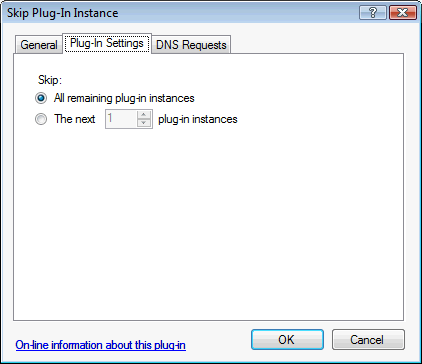 Skip Plug-In Instance
General Plug-In Settings DNS Requests
Skip:
All remaining plug-in instances
The next 1 plug-in instances
On-line information about this plug-in OK Cancel